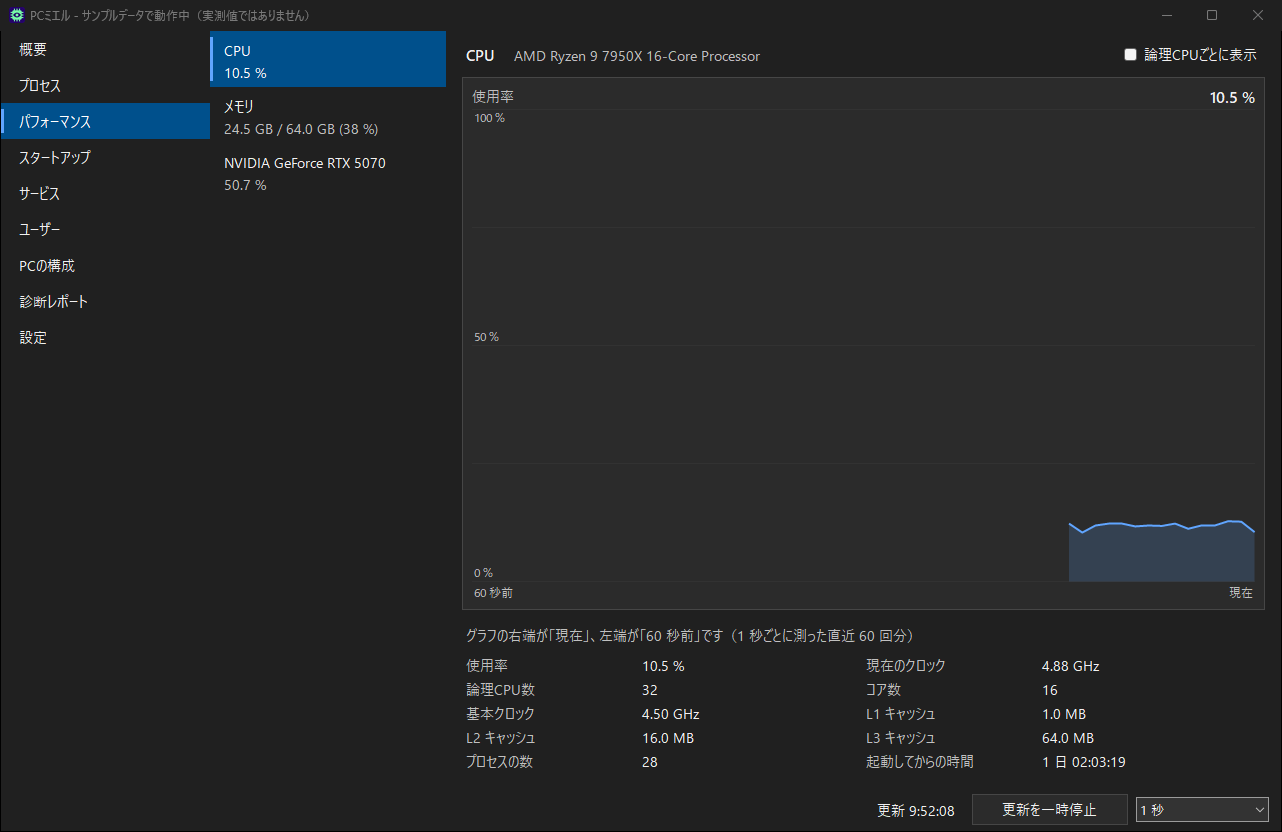 PCミエル - サンプルデータで動作中（実測値ではありません）
概要
プロセス
パフォーマンス
スタートアップ
サービス
ユーザー
PCの構成
診断レポート
設定
CPU
10.5 %
メモリ
24.5 GB / 64.0 GB (38 %)
NVIDIA GeForce RTX 5070
50.7 %
CPU AMD Ryzen 9 7950X 16-Core Processor
論理CPUごとに表示
使用率 10.5 %
100 %
50 %
0 %
60 秒前 現在
グラフの右端が「現在」、左端が「60 秒前」です（1 秒ごとに測った直近 60 回分）
使用率 10.5 % 現在のクロック 4.88 GHz
論理CPU数 32 コア数 16
基本クロック 4.50 GHz L1 キャッシュ 1.0 MB
L2 キャッシュ 16.0 MB L3 キャッシュ 64.0 MB
プロセスの数 28 起動してからの時間 1 日 02:03:19
更新 9:52:08 更新を一時停止 1 秒